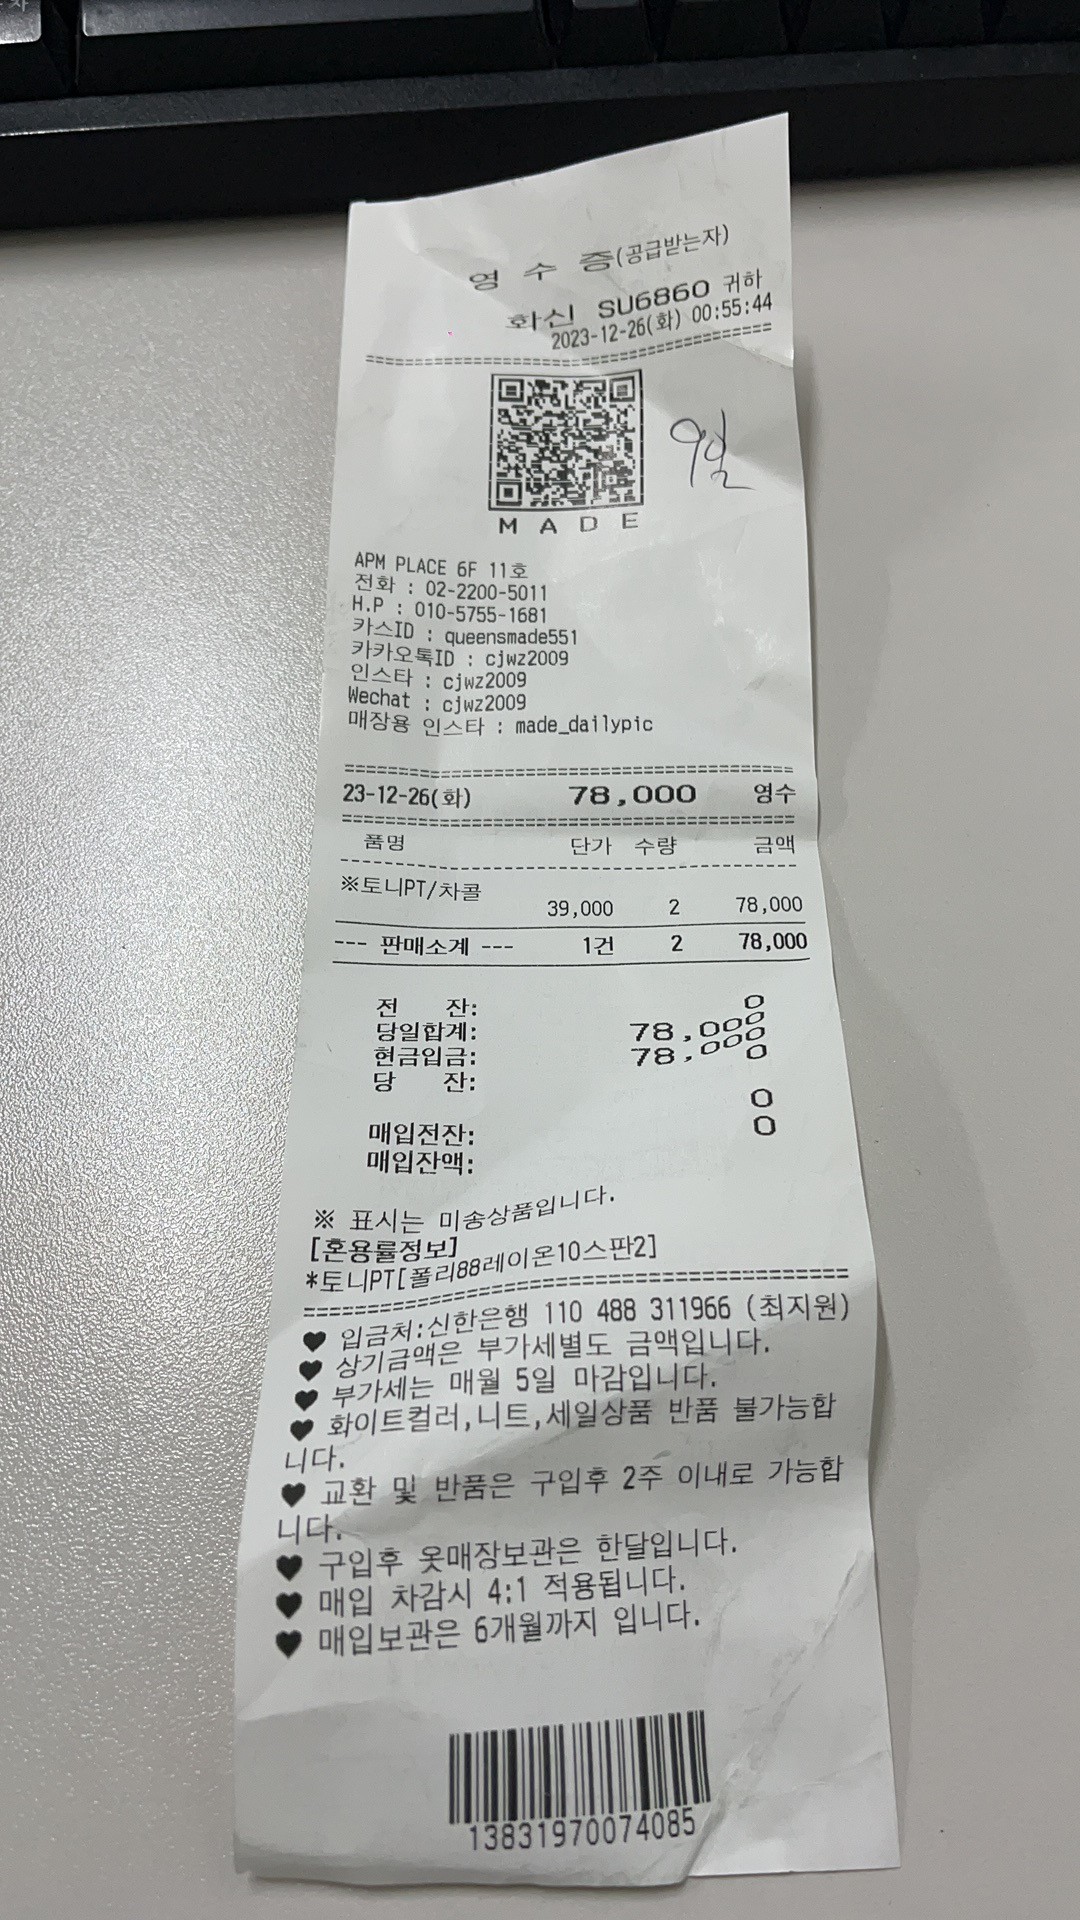 영 수 증(공급받는자)
화신 SU6860 귀하
2023-12-26(화) 00:55:44
9일
MADE
APM PLACE 6F 11호
전화 : 02-2200-5011
H.P : 010-5755-1681
카스ID : queensmade551
카카오톡ID : cjwz2009
인스타 : cjwz2009
Wechat : cjwz2009
매장용 인스타 : made_dailypic
23-12-26(화) 78,000 영수
품명 단가 수량 금액
※토니PT/차콜
39,000 2 78,000
--- 판매소계 --- 1건 2 78,000
전 잔: 0
당일합계: 78,000
현금입금: 78,000
당 잔: 0
매입전잔: 0
매입잔액: 0
※ 표시는 미송상품입니다.
[혼용률정보]
*토니PT[폴리88레이온10스판2]
♥ 입금처:신한은행 110 488 311966 (최지원)
♥ 상기금액은 부가세별도 금액입니다.
♥ 부가세는 매월 5일 마감입니다.
♥ 화이트컬러,니트,세일상품 반품 불가능합
니다.
♥ 교환 및 반품은 구입후 2주 이내로 가능합
니다.
♥ 구입후 옷매장보관은 한달입니다.
♥ 매입 차감시 4:1 적용됩니다.
♥ 매입보관은 6개월까지 입니다.
13831970074085